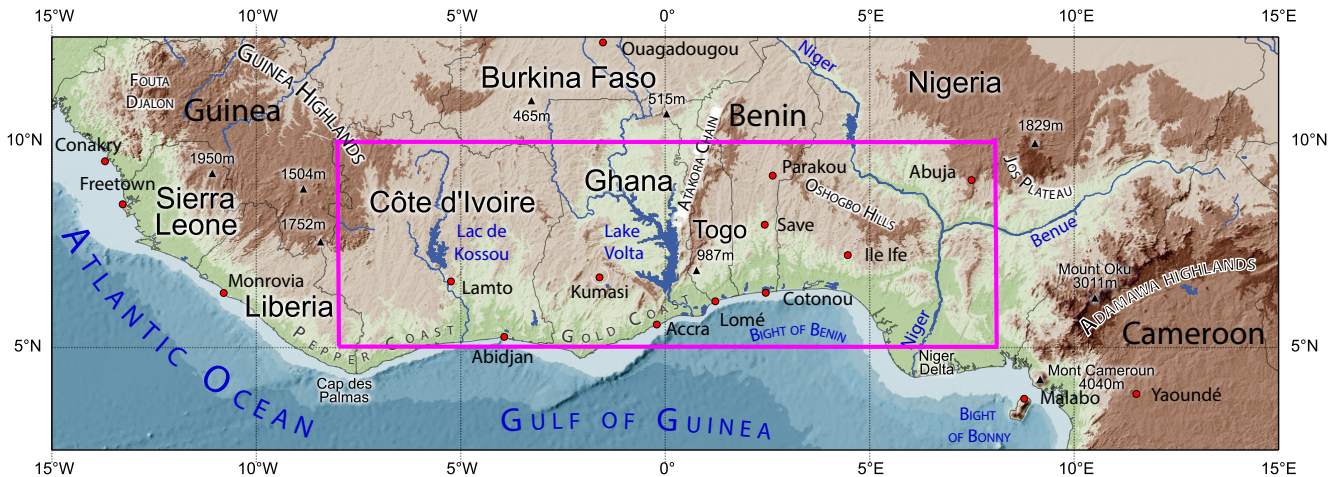 15°W 10°W 5°W 0° 5°E 10°E 15°E
Ouagadougou
Niger
Burkina Faso
Nigeria
GUINEA HIGHLANDS
FOUTA
DJALON
Guinea
465m
515m
Benin
1829m
10°N
10°N
Conakry
1950m
1504m
ATAKORA CHAIN
Parakou
Abuja
JOS PLATEAU
Freetown
Sierra
Leone
Côte d'Ivoire
Ghana
OSHOGBO HILLS
1752m
Lac de
Kossou
Lake
Volta
Togo
987m
Save
Ile Ife
Benue
ATLANTIC OCEAN
Monrovia
Liberia
Lamto
Kumasi
Cotonou
Mount Oku
3011m
ADAMAWA HIGHLANDS
PEPPER COAST
GOLD COAST
Accra
Lomé
BIGHT OF BENIN
Niger
Cameroon
5°N
5°N
Abidjan
Niger
Delta
Cap des
Palmas
Mont Cameroun
4040m
Malabo
Yaoundé
GULF OF GUINEA
BIGHT
OF BONNY
15°W 10°W 5°W 0° 5°E 10°E 15°E